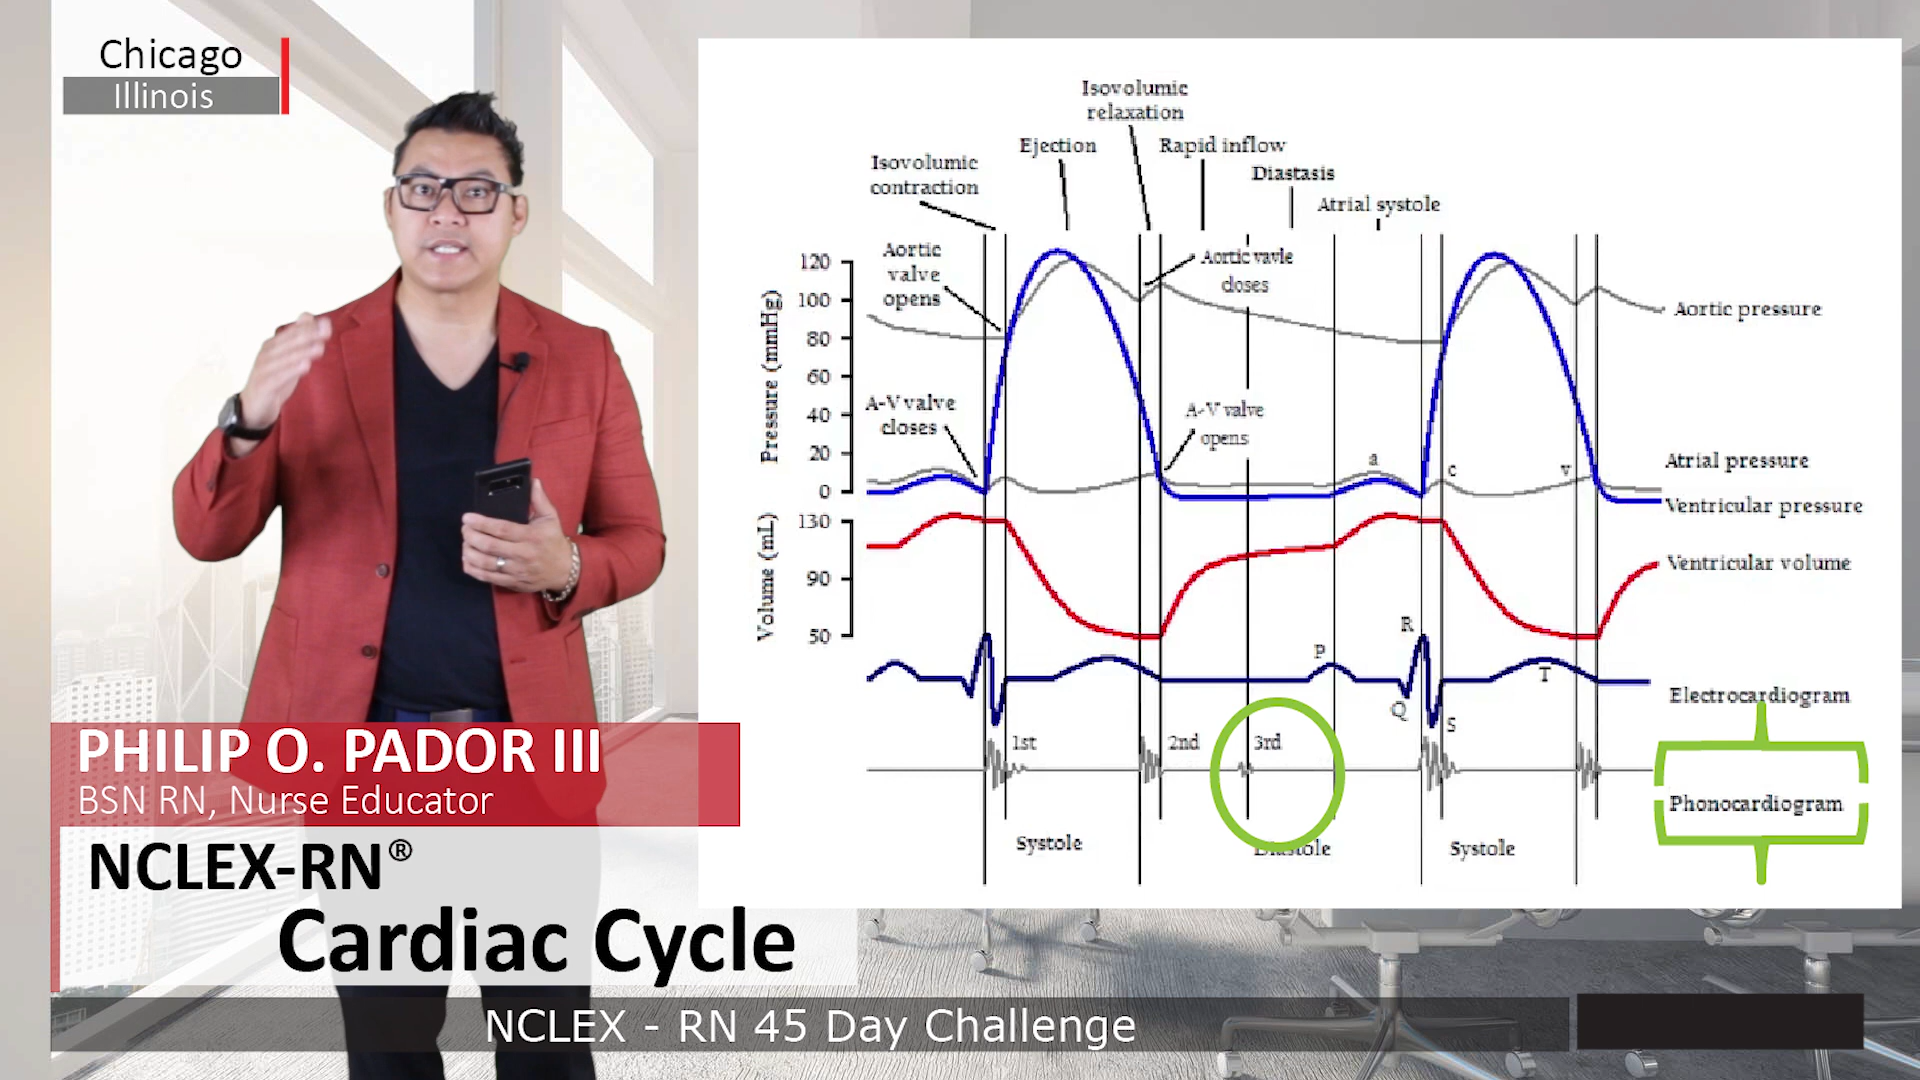 Chicago
Illinois
Isovolumic
relaxation
Ejection
Rapid inflow
Isovolumic
contraction
Diastasis
Atrial systole
Aortic
valve
opens
Aortic vavle
closes
A-V valve
closes
A-V valve
opens
Pressure (mmHg)
120
100
80
60
40
20
0
a
c
v
Aortic pressure
Atrial pressure
Ventricular pressure
Volume (mL)
130
90
50
Ventricular volume
R
P
T
Q
S
Electrocardiogram
1st
2nd
3rd
Phonocardiogram
Systole
Diastole
Systole
PHILIP O. PADOR III
BSN RN, Nurse Educator
NCLEX-RN®
Cardiac Cycle
NCLEX - RN 45 Day Challenge